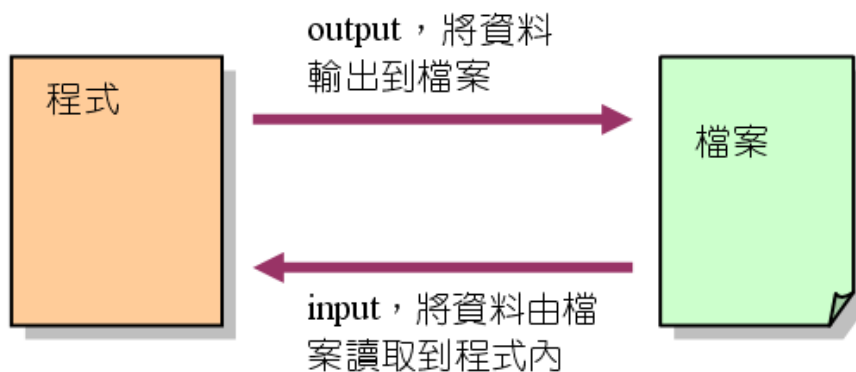 output，將資料
輸出到檔案
程式
檔案
input，將資料由檔
案讀取到程式內